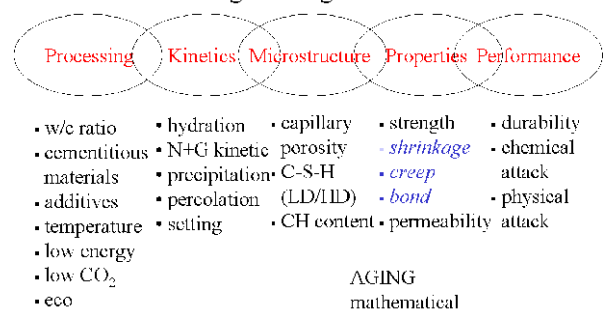 Processing Kinetics Microstructure Properties Performance
▪ w/c ratio
▪ cementitious
materials
▪ additives
▪ temperature
▪ low energy
▪ low CO₂
▪ eco
▪ hydration
▪ N+G kinetic
▪ precipitation
▪ percolation
▪ setting
▪ capillary
porosity
▪ C-S-H
(LD/HD)
▪ CH content
▪ strength
▪ shrinkage
▪ creep
▪ bond
▪ permeability
▪ durability
▪ chemical
attack
▪ physical
attack
AGING
mathematical